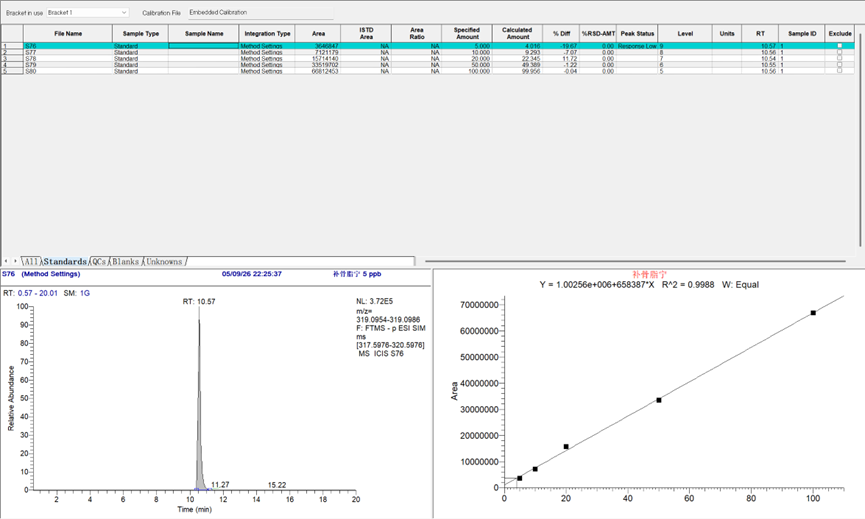 Bracket in use Bracket 1 Calibration File Embedded Calibration
File Name Sample Type Sample Name Integration Type Area ISTD Area Area Ratio Specified Amount Calculated Amount % Diff %RSD-AMT Peak Status Level Units RT Sample ID Exclude
1 S76 Standard Method Settings 3646847 NA NA 5.000 4.016 -19.67 0.00 Response Low 9 10.57 1
2 S77 Standard Method Settings 7121179 NA NA 10.000 9.293 -7.07 0.00 8 10.56 1
3 S78 Standard Method Settings 15714140 NA NA 20.000 22.345 11.72 0.00 7 10.54 1
4 S79 Standard Method Settings 33519702 NA NA 50.000 49.389 -1.22 0.00 6 10.55 1
5 S80 Standard Method Settings 66812453 NA NA 100.000 99.956 -0.04 0.00 5 10.56 1
All Standards QCs Blanks Unknowns
S76 (Method Settings) 05/09/26 22:25:37 补骨脂宁 5 ppb
RT: 0.57 - 20.01 SM: 1G
RT: 10.57
NL: 3.72E5
m/z=
319.0954-319.0986
F: FTMS - p ESI SIM
ms
[317.5976-320.5976]
MS ICIS S76
100
90
80
70
60
50
40
30
20
10
0
Relative Abundance
11.27 15.22
2 4 6 8 10 12 14 16 18 20
Time (min)
补骨脂宁
Y = 1.00256e+006+658387*X R^2 = 0.9988 W: Equal
70000000
60000000
50000000
40000000
30000000
20000000
10000000
0
Area
0 20 40 60 80 100